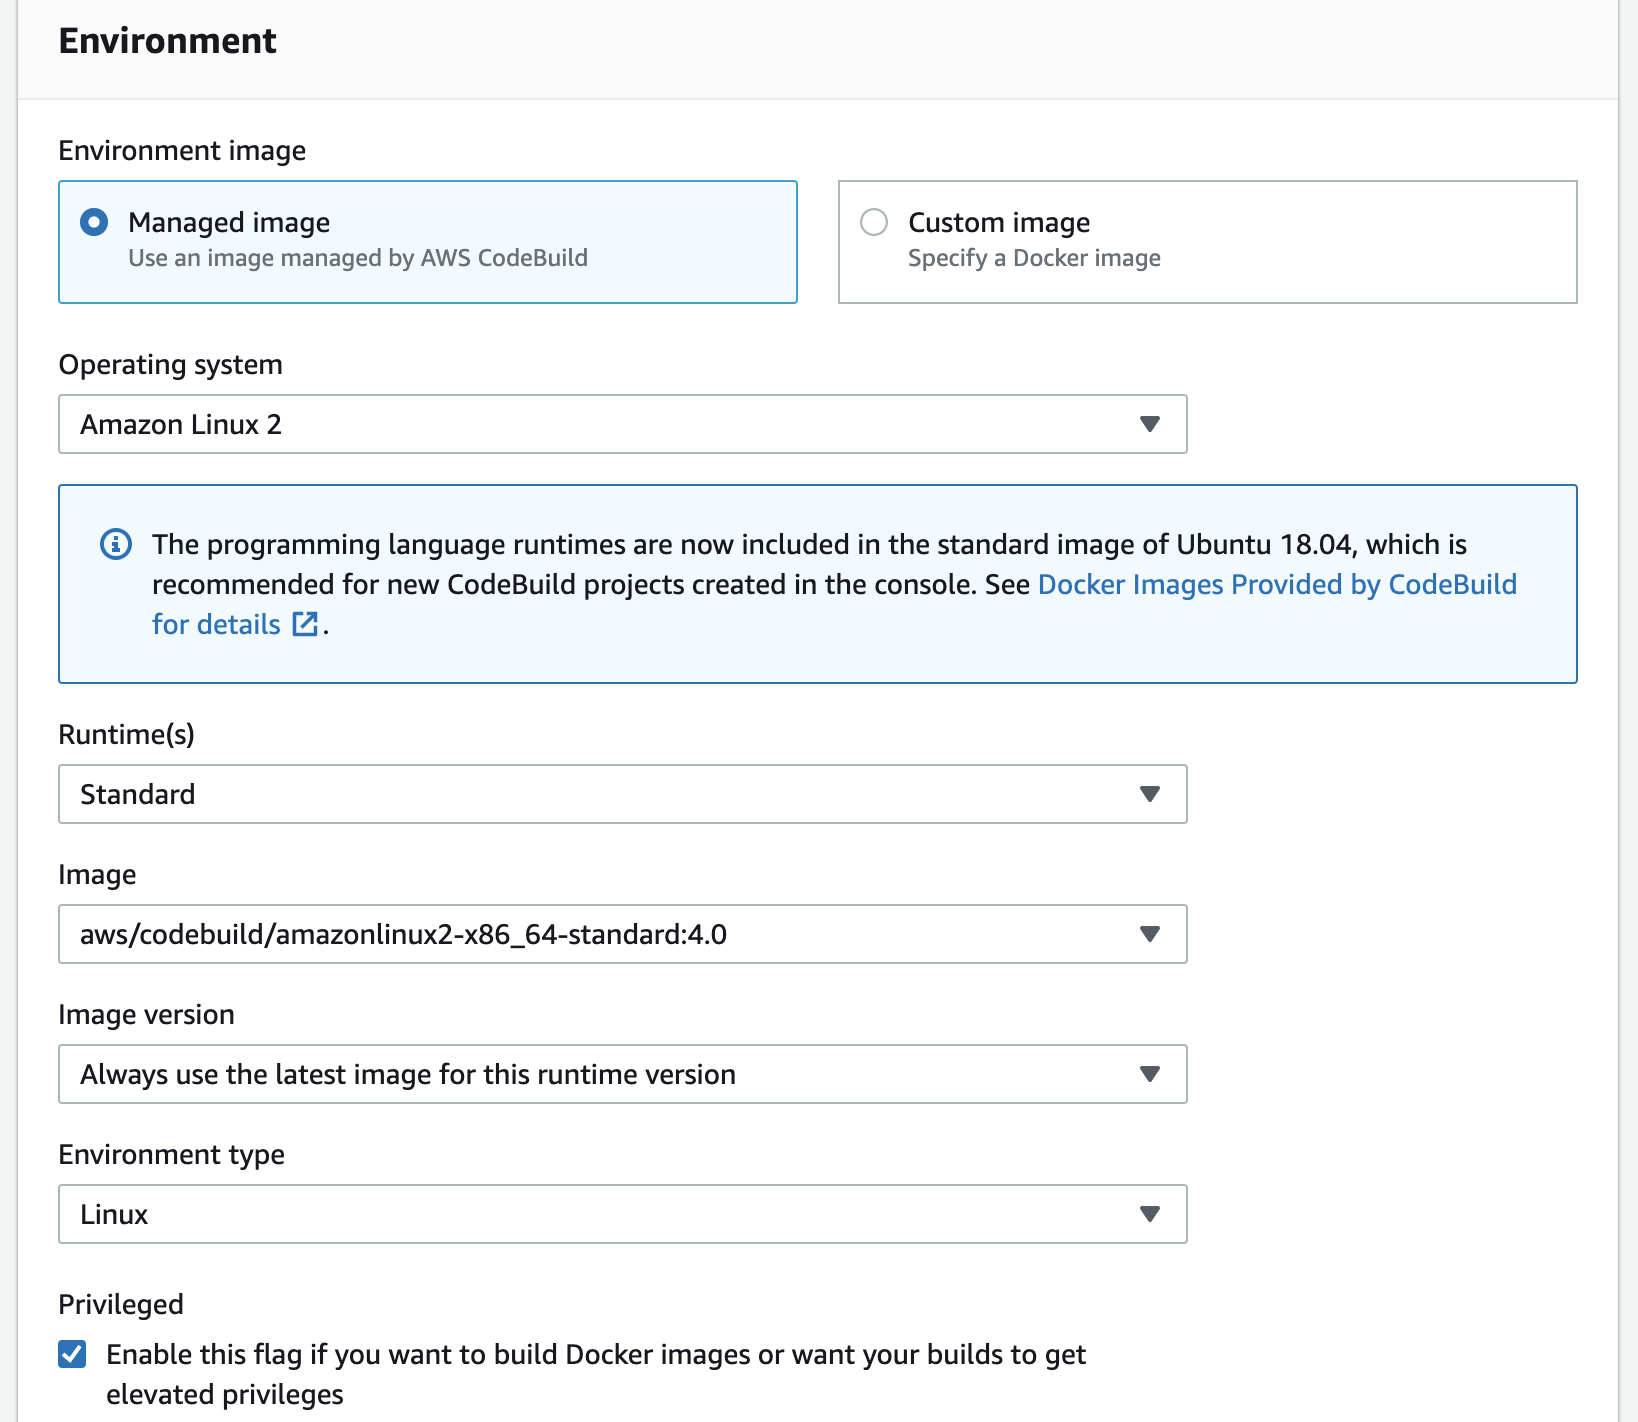 Environment
Environment image
Managed image
Use an image managed by AWS CodeBuild
Custom image
Specify a Docker image
Operating system
Amazon Linux 2
The programming language runtimes are now included in the standard image of Ubuntu 18.04, which is
recommended for new CodeBuild projects created in the console. See Docker Images Provided by CodeBuild
for details .
Runtime(s)
Standard
Image
aws/codebuild/amazonlinux2-x86_64-standard:4.0
Image version
Always use the latest image for this runtime version
Environment type
Linux
Privileged
Enable this flag if you want to build Docker images or want your builds to get
elevated privileges